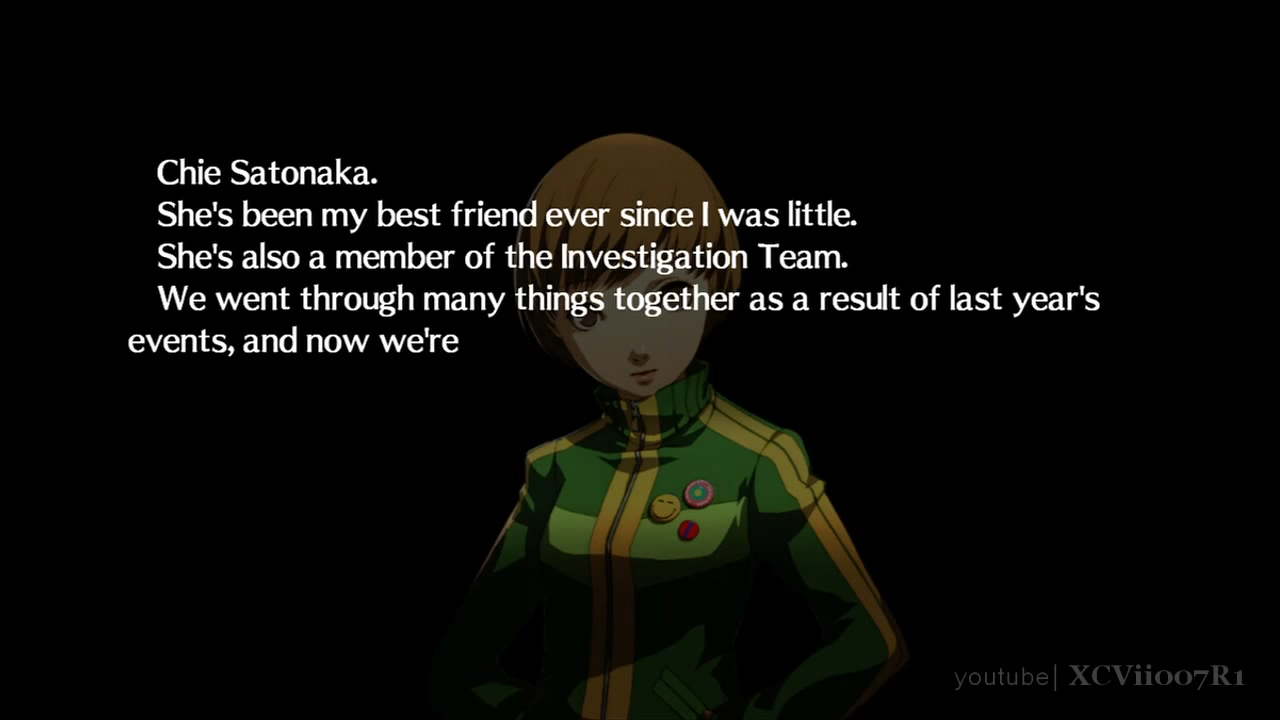 Chie Satonaka.
She's been my best friend ever since I was little.
She's also a member of the Investigation Team.
We went through many things together as a result of last year's
events, and now we're
youtube| XCViii007R1